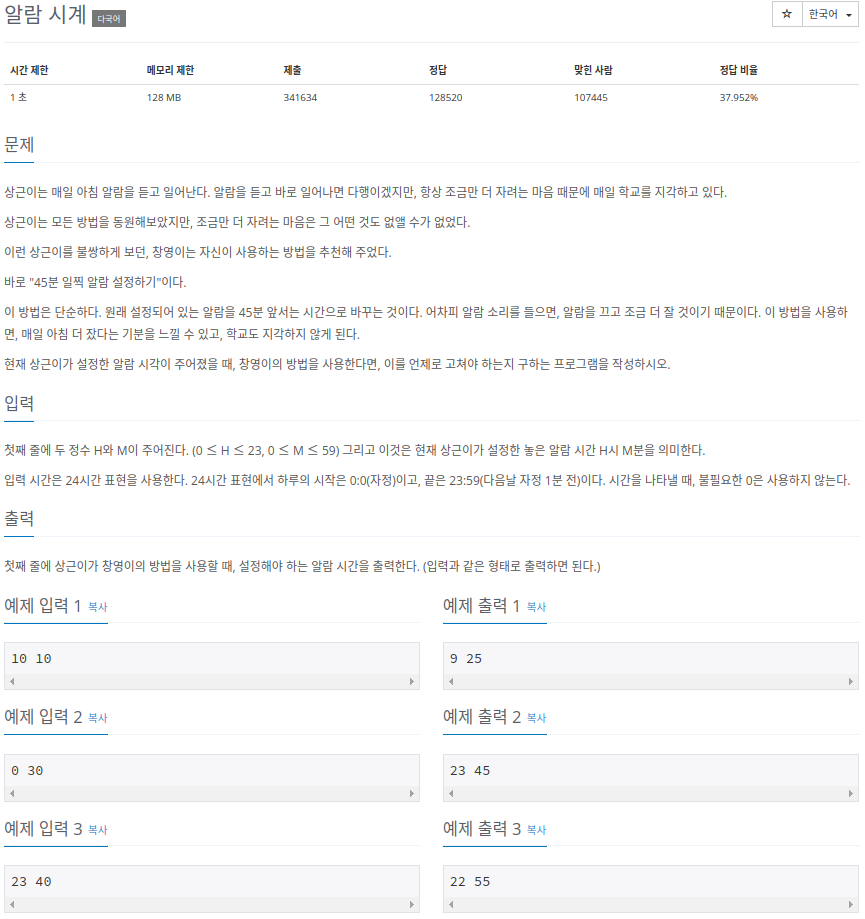 알람 시계 다국어
☆ 한국어
시간 제한 메모리 제한 제출 정답 맞힌 사람 정답 비율
1 초 128 MB 341634 128520 107445 37.952%
문제
상근이는 매일 아침 알람을 듣고 일어난다. 알람을 듣고 바로 일어나면 다행이겠지만, 항상 조금만 더 자려는 마음 때문에 매일 학교를 지각하고 있다.
상근이는 모든 방법을 동원해보았지만, 조금만 더 자려는 마음은 그 어떤 것도 없앨 수가 없었다.
이런 상근이를 불쌍하게 보던, 창영이는 자신이 사용하는 방법을 추천해 주었다.
바로 "45분 일찍 알람 설정하기"이다.
이 방법은 단순하다. 원래 설정되어 있는 알람을 45분 앞서는 시간으로 바꾸는 것이다. 어차피 알람 소리를 들으면, 알람을 끄고 조금 더 잘 것이기 때문이다. 이 방법을 사용하
면, 매일 아침 더 잤다는 기분을 느낄 수 있고, 학교도 지각하지 않게 된다.
현재 상근이가 설정한 알람 시각이 주어졌을 때, 창영이의 방법을 사용한다면, 이를 언제로 고쳐야 하는지 구하는 프로그램을 작성하시오.
입력
첫째 줄에 두 정수 H와 M이 주어진다. (0 ≤ H ≤ 23, 0 ≤ M ≤ 59) 그리고 이것은 현재 상근이가 설정한 놓은 알람 시간 H시 M분을 의미한다.
입력 시간은 24시간 표현을 사용한다. 24시간 표현에서 하루의 시작은 0:0(자정)이고, 끝은 23:59(다음날 자정 1분 전)이다. 시간을 나타낼 때, 불필요한 0은 사용하지 않는다.
출력
첫째 줄에 상근이가 창영이의 방법을 사용할 때, 설정해야 하는 알람 시간을 출력한다. (입력과 같은 형태로 출력하면 된다.)
예제 입력 1 복사
10 10
예제 출력 1 복사
9 25
예제 입력 2 복사
0 30
예제 출력 2 복사
23 45
예제 입력 3 복사
23 40
예제 출력 3 복사
22 55